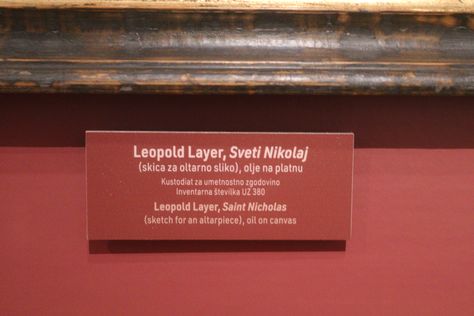 Leopold Layer, Sveti Nikolaj
(skica za oltarno sliko), olje na platnu
Kustodiat za umetnostno zgodovino
Inventarna številka UZ 380
Leopold Layer, Saint Nicholas
(sketch for an altarpiece), oil on canvas